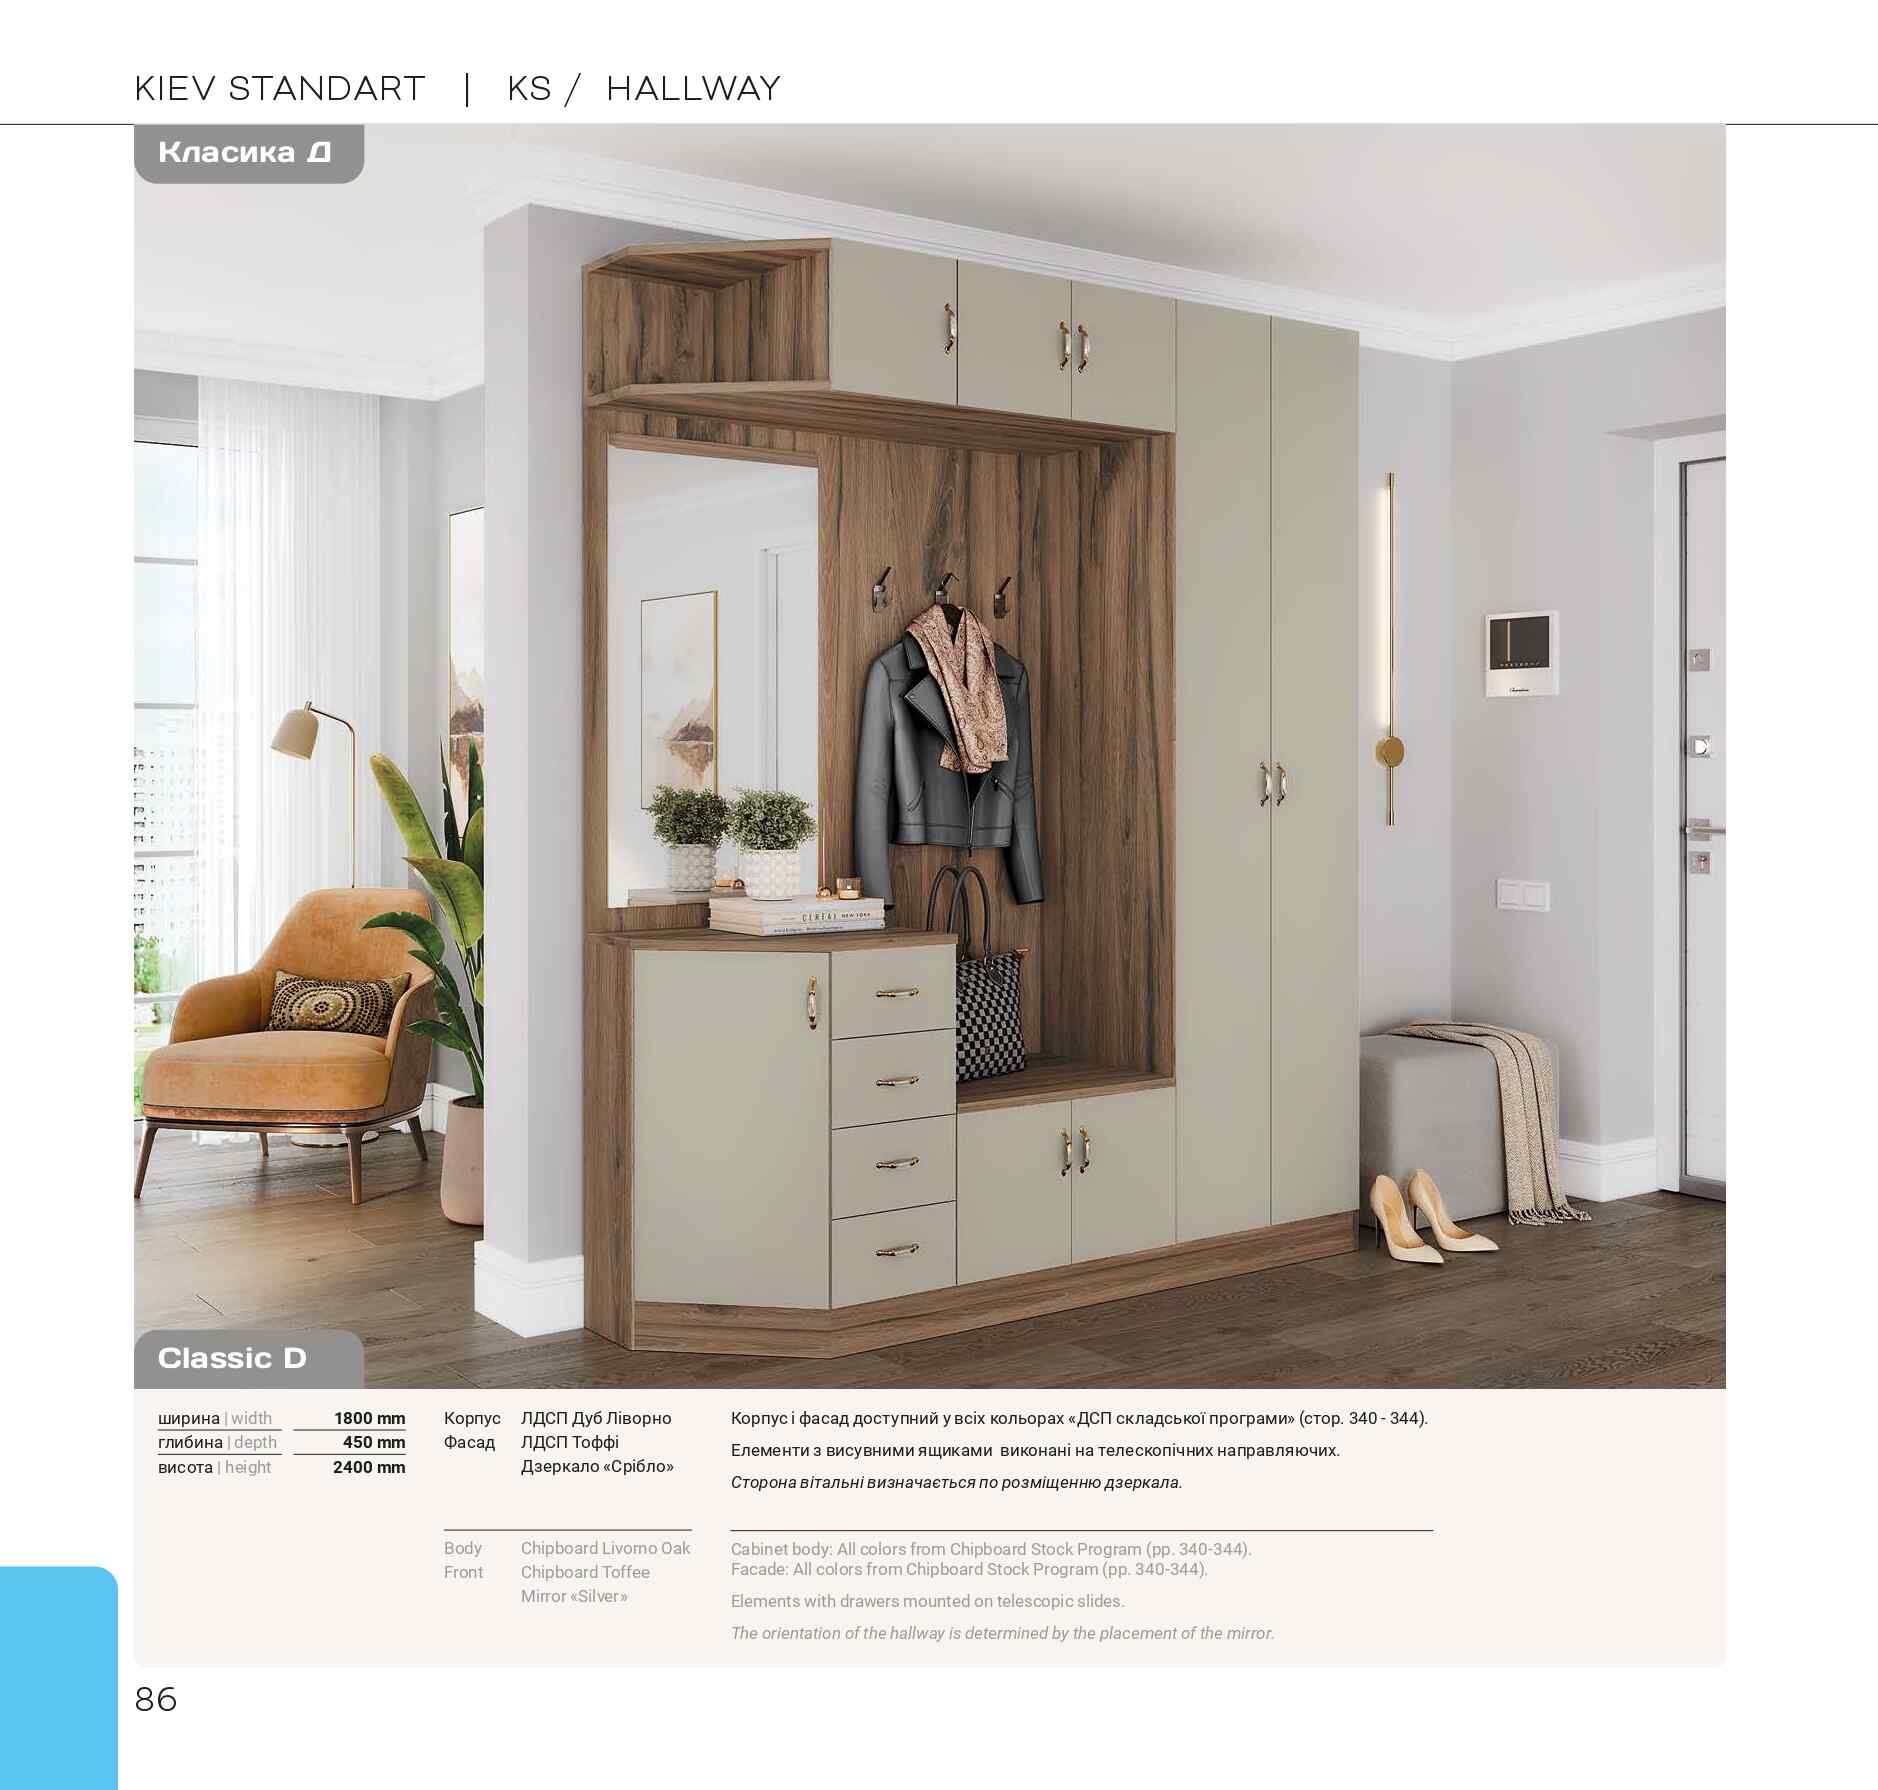 KIEV STANDART | KS / HALLWAY
Класика Д
CEREAL NEW YORK
Classic D
ширина | width 1800 mm
глибина | depth 450 mm
висота | height 2400 mm
Корпус ЛДСП Дуб Ліворно
Фасад ЛДСП Тоффі
Дзеркало «Срібло»
Body Chipboard Livorno Oak
Front Chipboard Toffee
Mirror «Silver»
Корпус і фасад доступний у всіх кольорах «ДСП складської програми» (стор. 340 - 344).
Елементи з висувними ящиками виконані на телескопічних направляючих.
Сторона вітальні визначається по розміщенню дзеркала.
Cabinet body: All colors from Chipboard Stock Program (pp. 340-344).
Facade: All colors from Chipboard Stock Program (pp. 340-344).
Elements with drawers mounted on telescopic slides.
The orientation of the hallway is determined by the placement of the mirror.
86